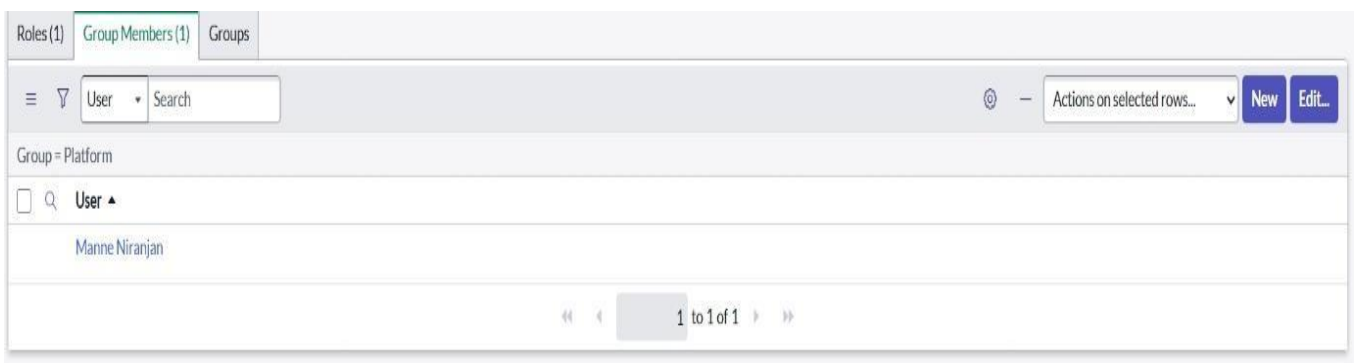 Roles (1) Group Members (1) Groups
User Search Actions on selected rows... New Edit...
Group = Platform
User
Manne Niranjan
1 to 1 of 1